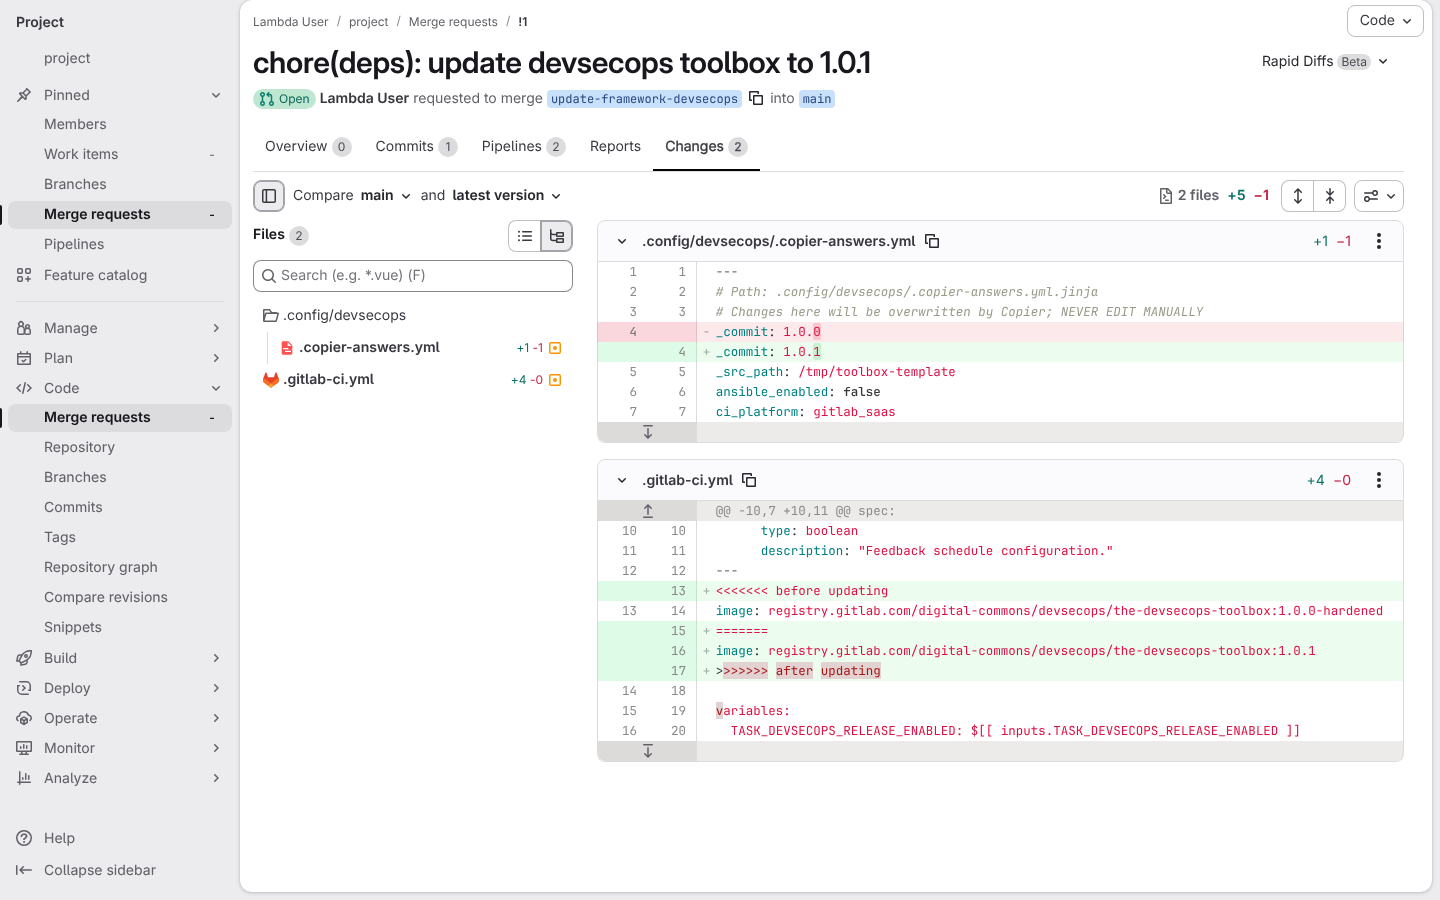 Project
project
Pinned
Members
Work items -
Branches
Merge requests -
Pipelines
Feature catalog
Manage
Plan
Code
Merge requests -
Repository
Branches
Commits
Tags
Repository graph
Compare revisions
Snippets
Build
Deploy
Operate
Monitor
Analyze
Help
Collapse sidebar
Lambda User / project / Merge requests / !1
Code
chore(deps): update devsecops toolbox to 1.0.1
Rapid Diffs Beta
Open Lambda User requested to merge update-framework-devsecops into main
Overview 0 Commits 1 Pipelines 2 Reports Changes 2
Compare main and latest version
2 files +5 −1
Files 2
Search (e.g. *.vue) (F)
.config/devsecops
.copier-answers.yml +1 -1
.gitlab-ci.yml +4 -0
.config/devsecops/.copier-answers.yml +1 −1
1 1 ---
2 2 # Path: .config/devsecops/.copier-answers.yml.jinja
3 3 # Changes here will be overwritten by Copier; NEVER EDIT MANUALLY
4 - _commit: 1.0.0
4 + _commit: 1.0.1
5 5 _src_path: /tmp/toolbox-template
6 6 ansible_enabled: false
7 7 ci_platform: gitlab_saas
.gitlab-ci.yml +4 −0
@@ -10,7 +10,11 @@ spec:
10 10 type: boolean
11 11 description: "Feedback schedule configuration."
12 12 ---
13 + <<<<<<< before updating
13 14 image: registry.gitlab.com/digital-commons/devsecops/the-devsecops-toolbox:1.0.0-hardened
15 + =======
16 + image: registry.gitlab.com/digital-commons/devsecops/the-devsecops-toolbox:1.0.1
17 + >>>>>>> after updating
14 18
15 19 variables:
16 20 TASK_DEVSECOPS_RELEASE_ENABLED: $[[ inputs.TASK_DEVSECOPS_RELEASE_ENABLED ]]